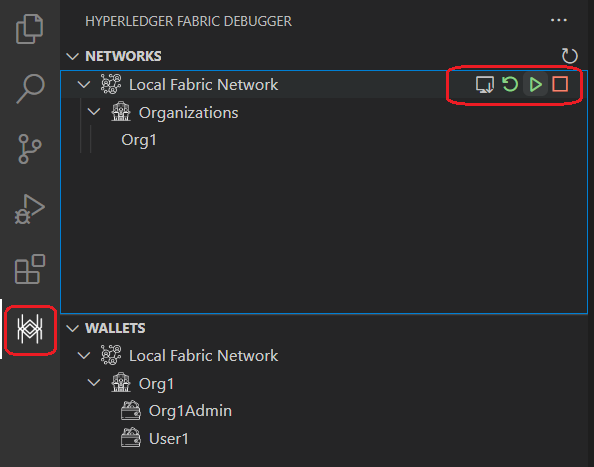 HYPERLEDGER FABRIC DEBUGGER
NETWORKS
Local Fabric Network
Organizations
Org1
WALLETS
Local Fabric Network
Org1
Org1Admin
User1